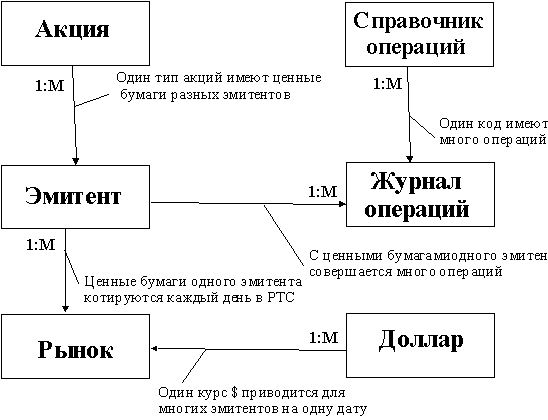 Акция
Справочник
операций
1:M
Один тип акций имеют ценные
бумаги разных эмитентов
1:M
Один код имеют
много операций
Эмитент
1:M
Журнал
операций
1:M
С ценными бумагамиодного эмитен
совершается много операций
Ценные бумаги одного эмитента
котируются каждый день в РТС
Рынок
1:M
Доллар
Один курс $ приводится для
многих эмитентов на одну дату